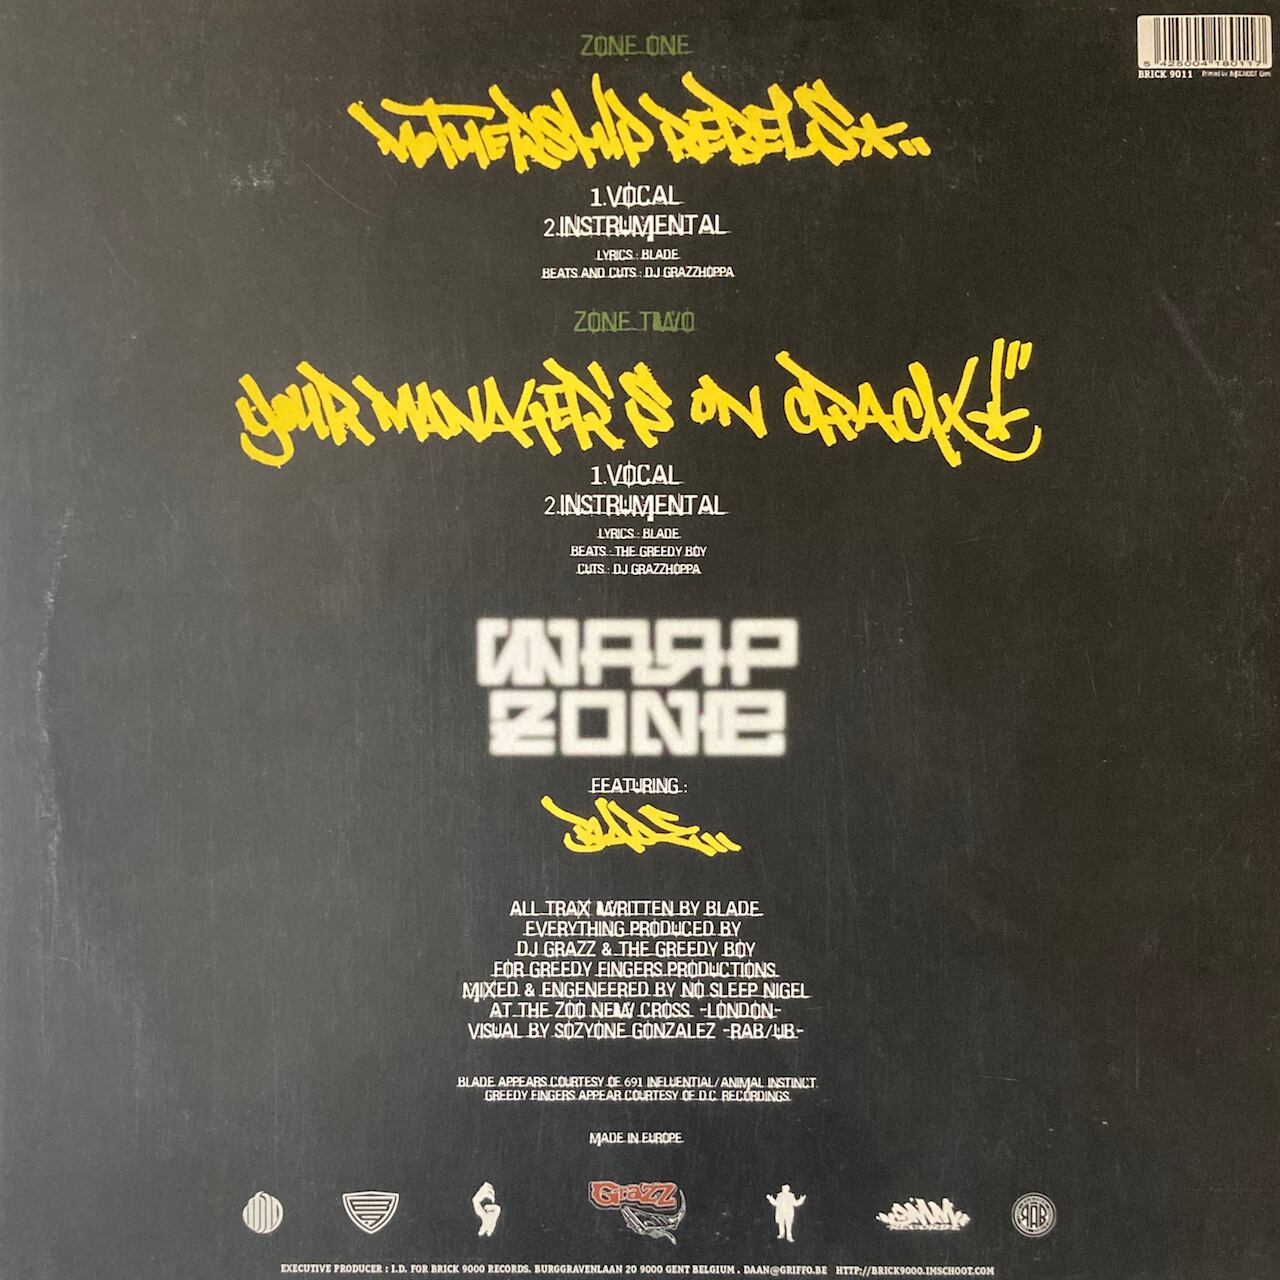 ZONE ONE
5 425004 180117
BRICK 9011
MOTHERSHIP REBELS..
1.VOCAL
2.INSTRUMENTAL
LYRICS : BLADE
BEATS AND CUTS : DJ GRAZZHOPPA
ZONE TWO
YOUR MANAGER'S ON CRACK!"
1.VOCAL
2.INSTRUMENTAL
LYRICS : BLADE
BEATS : THE GREEDY BOY
CUTS : DJ GRAZZHOPPA
WARP
ZONE
FEATURING :
BLADE...
ALL TRAX WRITTEN BY BLADE
EVERYTHING PRODUCED BY
DJ GRAZZ & THE GREEDY BOY
FOR GREEDY FINGERS PRODUCTIONS
MIXED & ENGENEERED BY NO SLEEP NIGEL
AT THE ZOO NEW CROSS -LONDON-
VISUAL BY SOZYONE GONZALEZ -RAB/UB-
BLADE APPEARS COURTESY OF 691 INFLUENTIAL/ANIMAL INSTINCT
GREEDY FINGERS APPEAR COURTESY OF D.C. RECORDINGS.
MADE IN EUROPE
GRAZZ
RAB
EXECUTIVE PRODUCER : I.D. FOR BRICK 9000 RECORDS. BURGGRAVENLAAN 20 9000 GENT BELGIUM . DAAN@GRIFFO.BE HTTP://BRICK9000.IMSCHOOT.COM